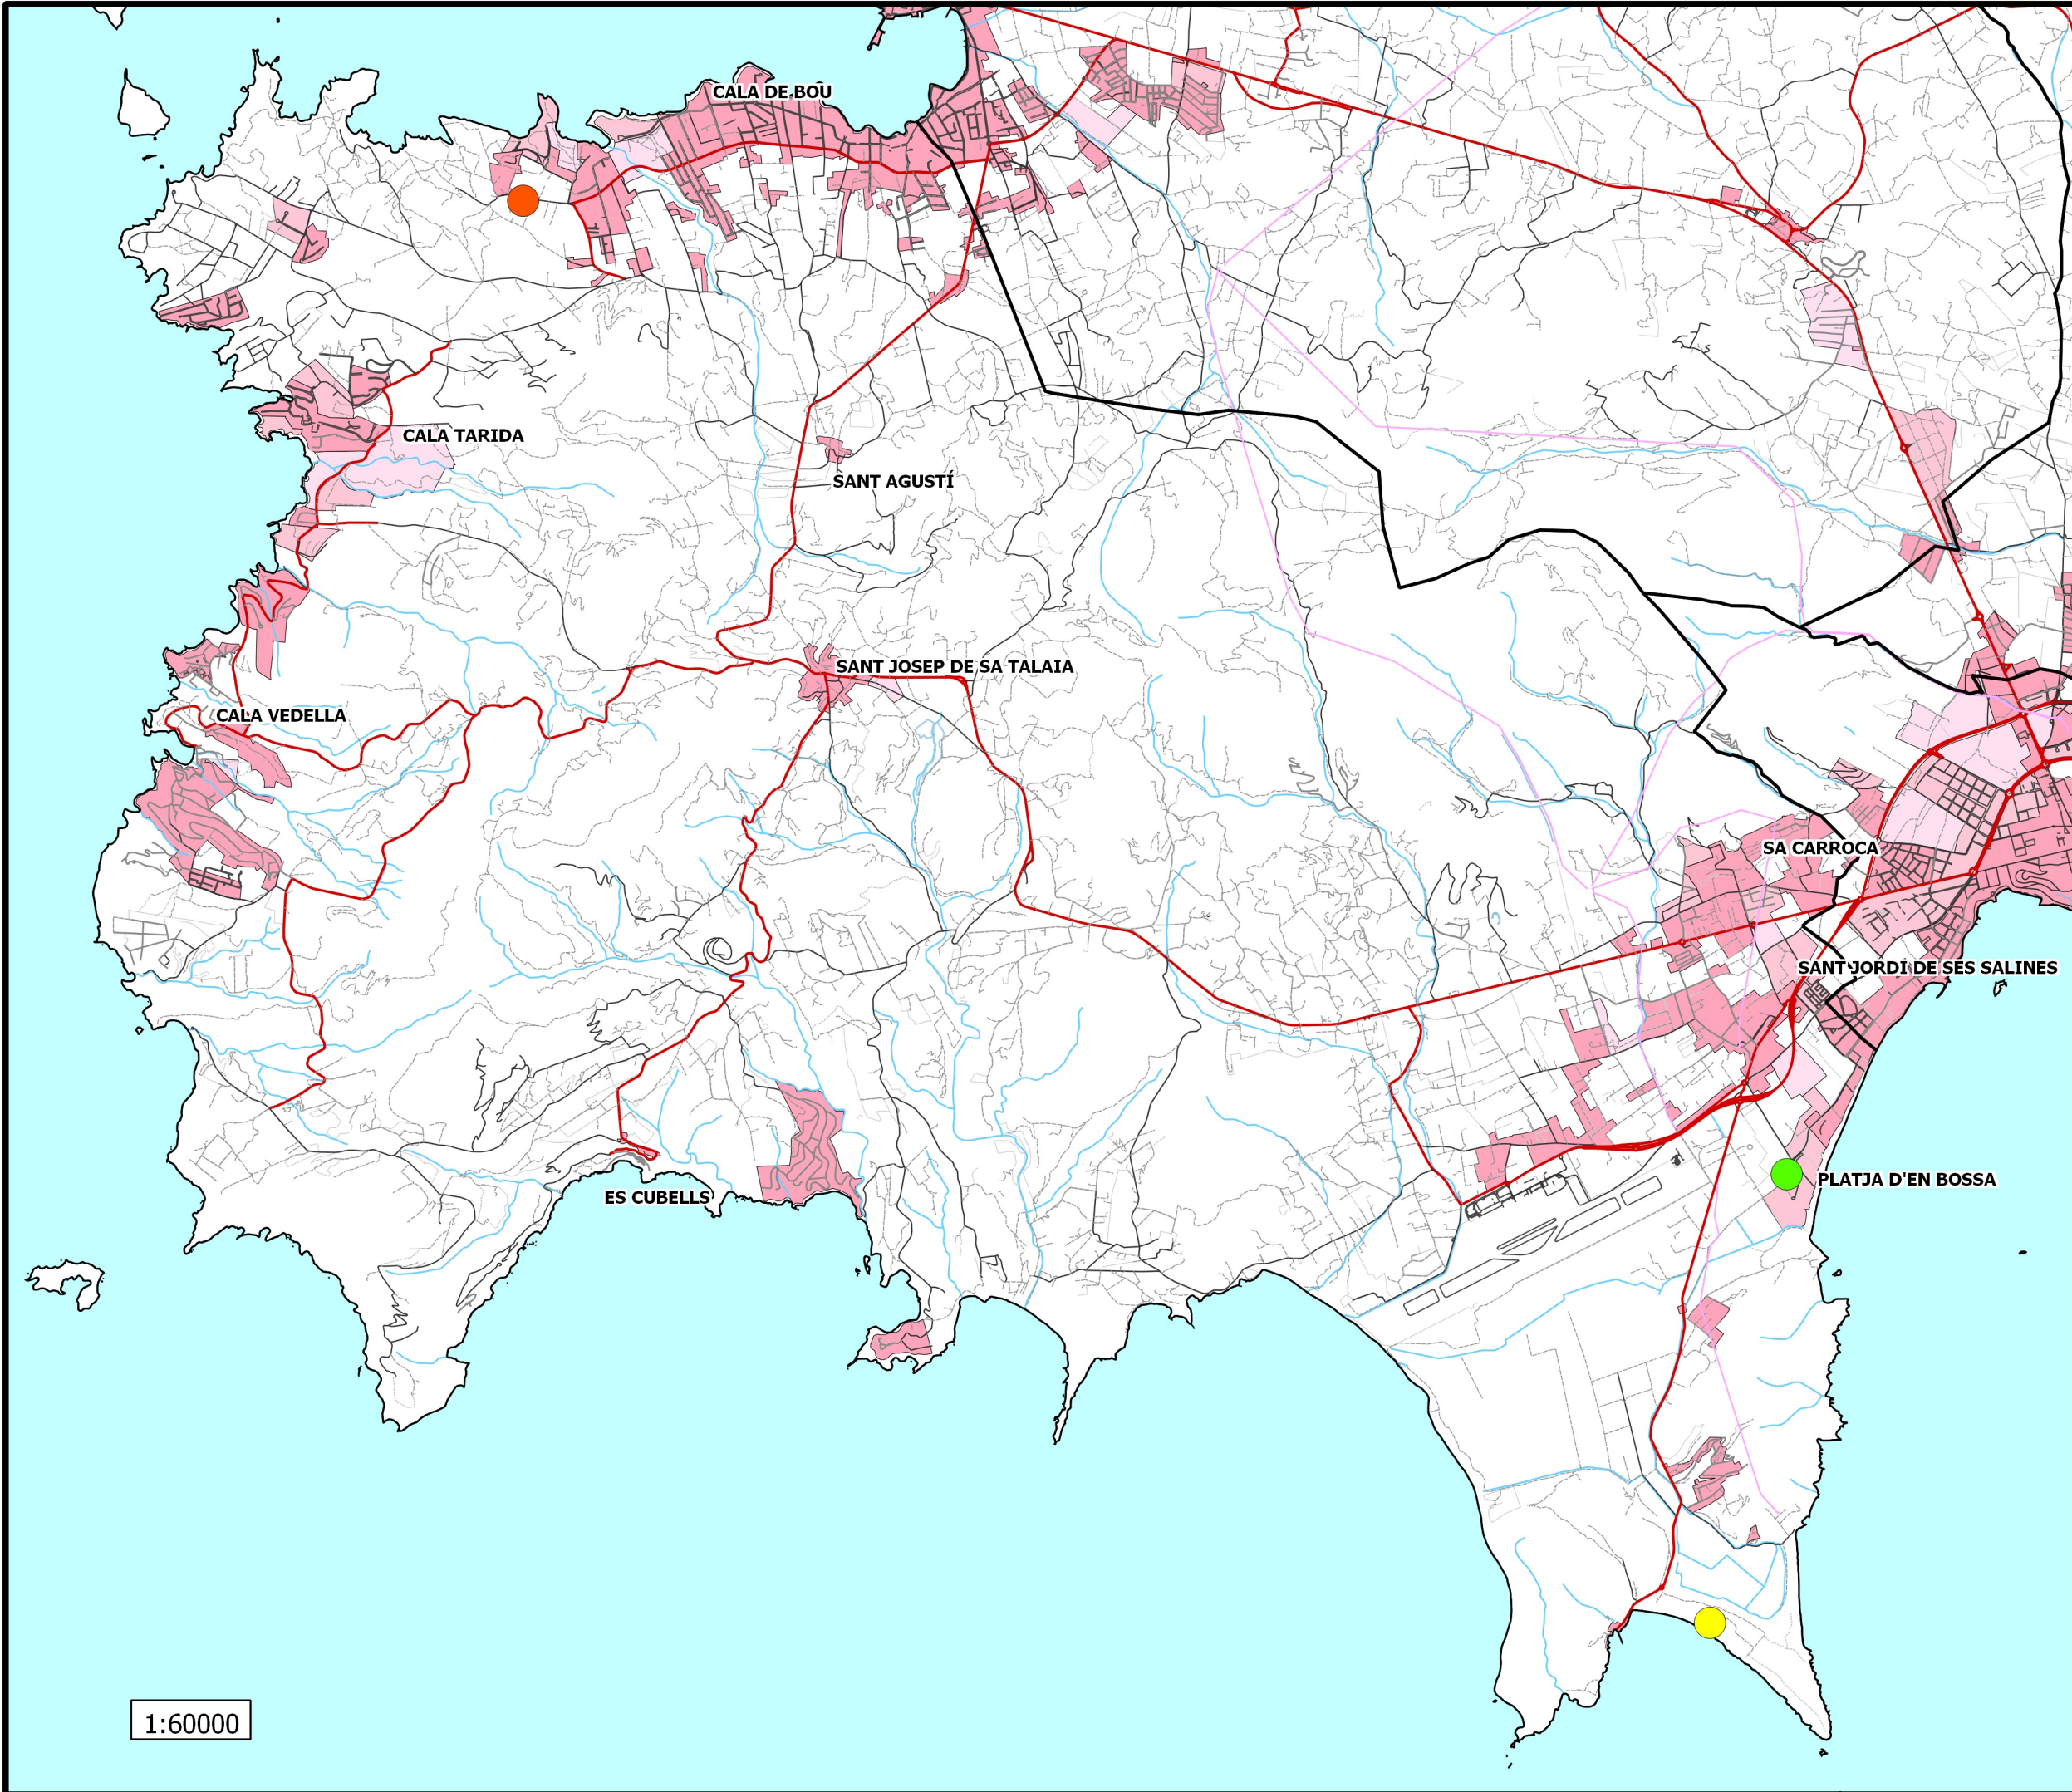 CALA DE BOU
CALA TARIDA
SANT AGUSTÍ
SANT JOSEP DE SA TALAIA
CALA VEDELLA
SA CARROCA
SANT JORDI DE SES SALINES
PLATJA D'EN BOSSA
ES CUBELLS
1:60000